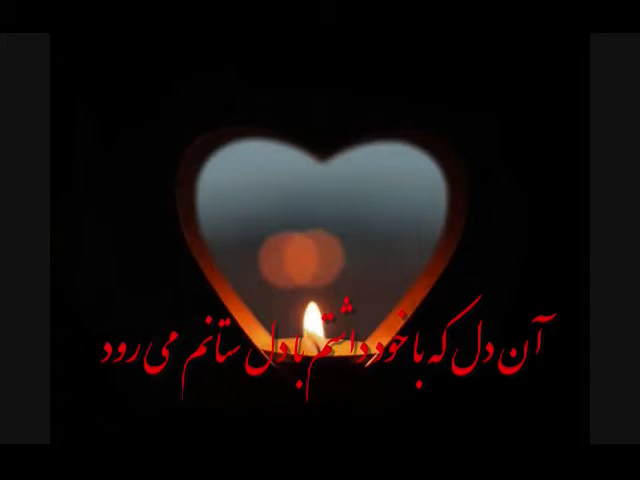 آن دل که با خود داشتم با دل ستانم می رود